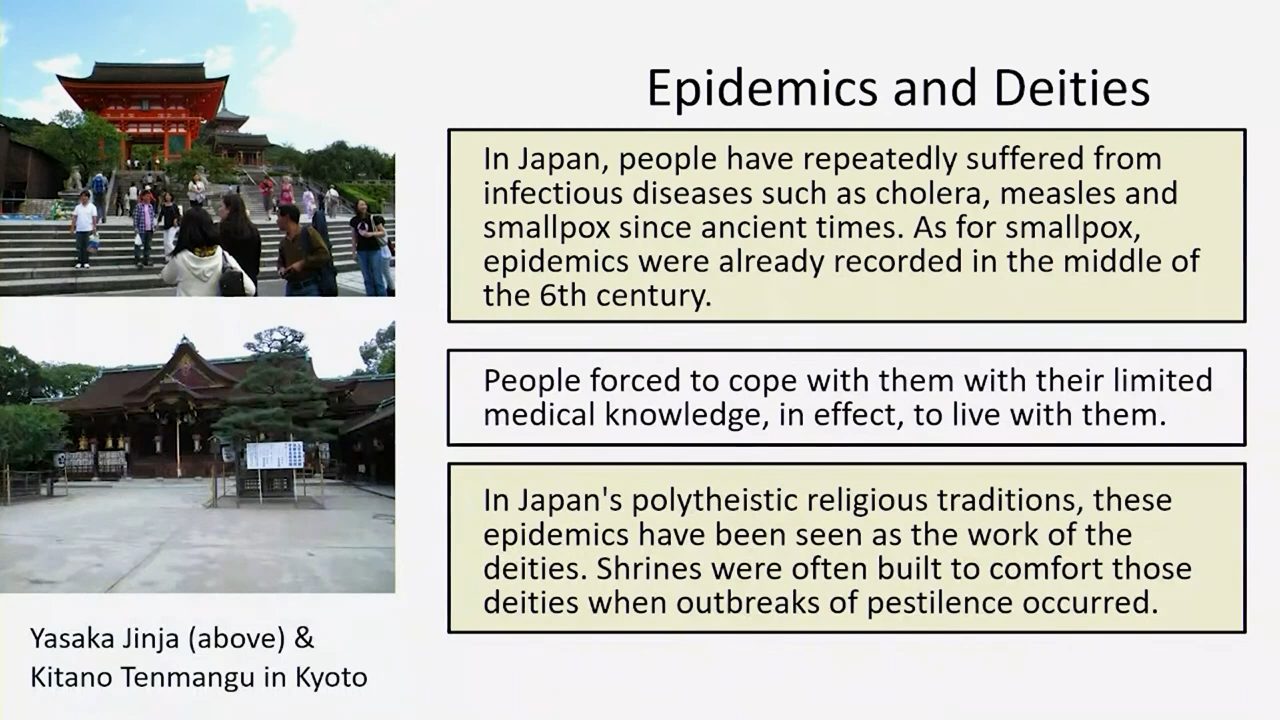 Epidemics and Deities
In Japan, people have repeatedly suffered from
infectious diseases such as cholera, measles and
smallpox since ancient times. As for smallpox,
epidemics were already recorded in the middle of
the 6th century.
People forced to cope with them with their limited
medical knowledge, in effect, to live with them.
In Japan's polytheistic religious traditions, these
epidemics have been seen as the work of the
deities. Shrines were often built to comfort those
deities when outbreaks of pestilence occurred.
Yasaka Jinja (above) &
Kitano Tenmangu in Kyoto